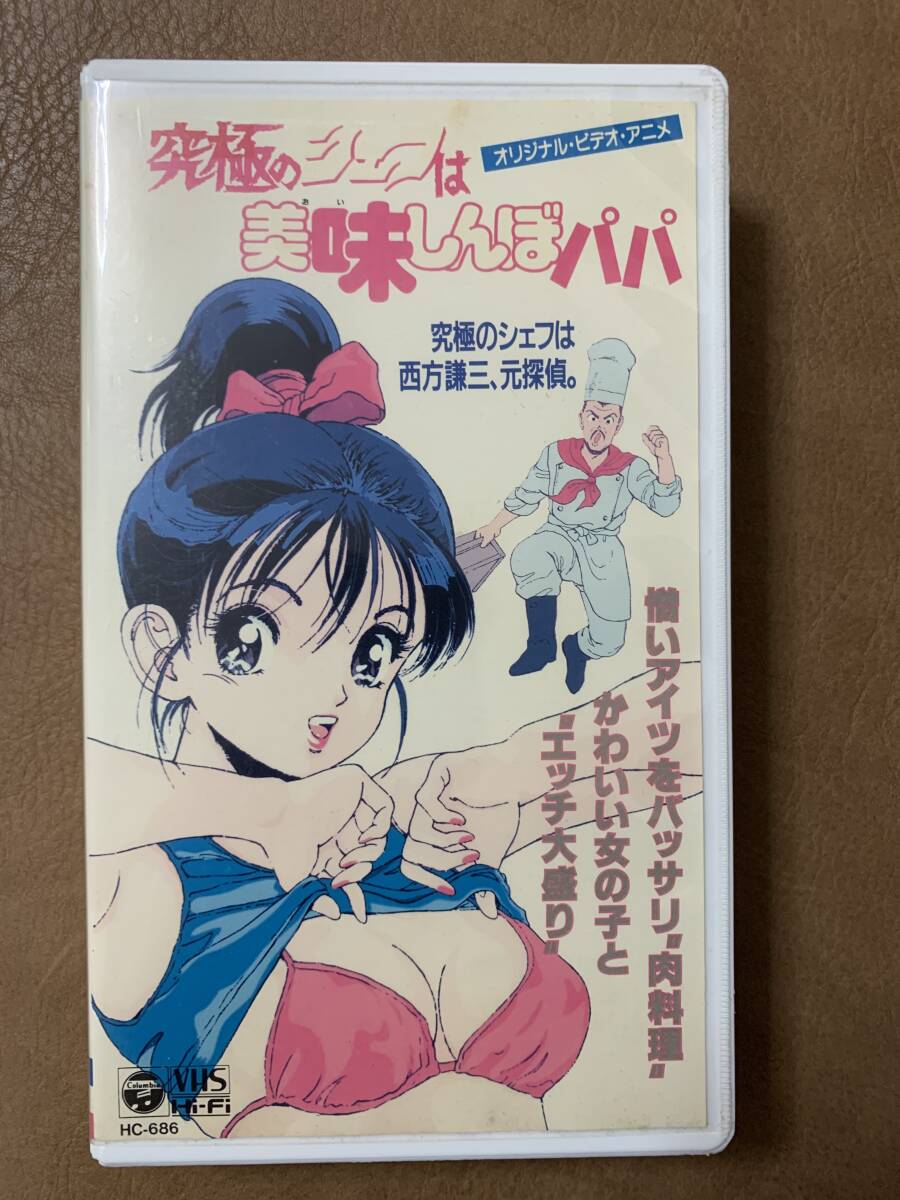 究極のシェフは
オリジナル・ビデオ・アニメ
おい
美味しんぼパパ
究極のシェフは
西方謙三、元探偵。
憎いアイツをバッサリ“肉料理”
かわいい女の子と
“エッチ大盛り”
Columbia
VHS
Hi-Fi
HC-686